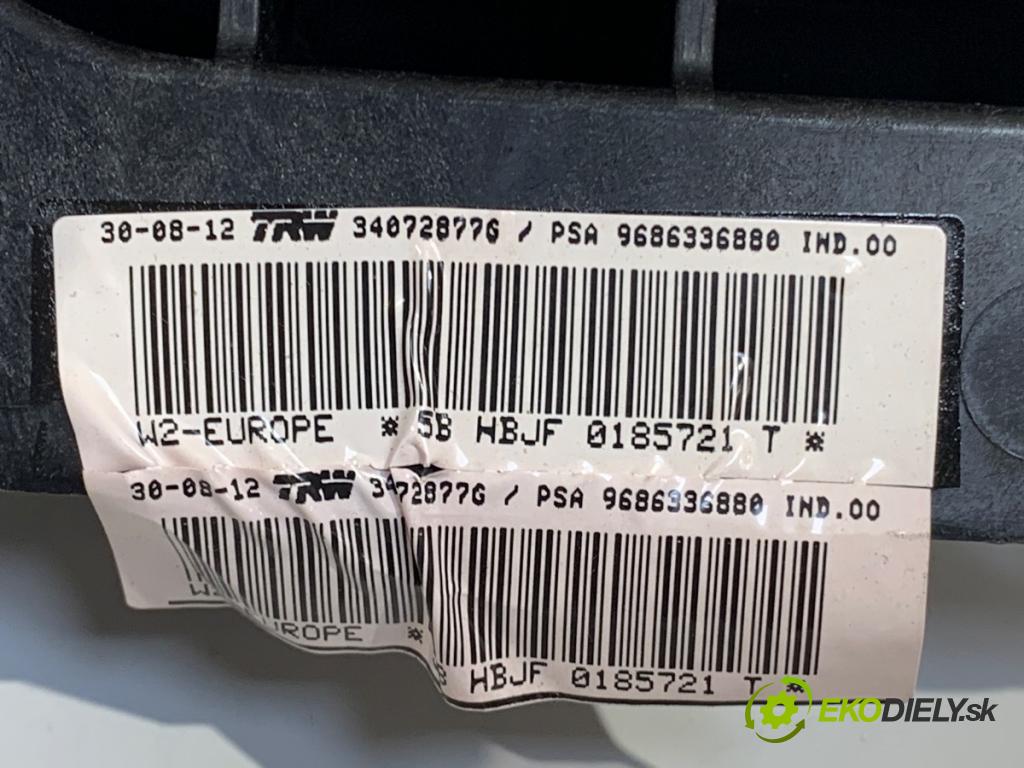 30-08-12 TRW 34072877G / PSA 9686336880 IND.00
W2-EUROPE * 5B HBJF 0185721 T *
30-08-12 TRW 3472877G / PSA 9686336880 IND.00
EUROPE * B HBJF 0185721 T *
EKODIELY.sk